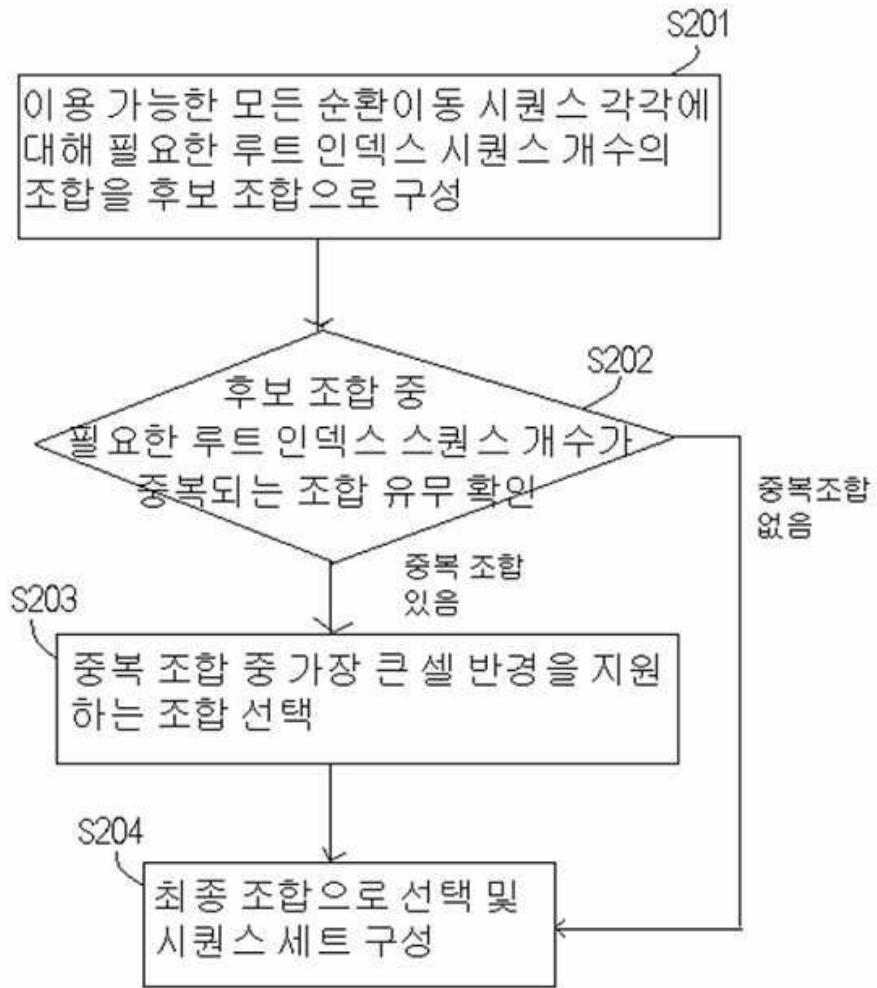 S201
이용 가능한 모든 순환이동 시퀀스 각각에
대해 필요한 루트 인덱스 시퀀스 개수의
조합을 후보 조합으로 구성
S202
후보 조합 중
필요한 루트 인덱스 스퀀스 개수가
중복되는 조합 유무 확인
중복조합
없음
중복 조합
있음
S203
중복 조합 중 가장 큰 셀 반경을 지원
하는 조합 선택
S204
최종 조합으로 선택 및
시퀀스 세트 구성